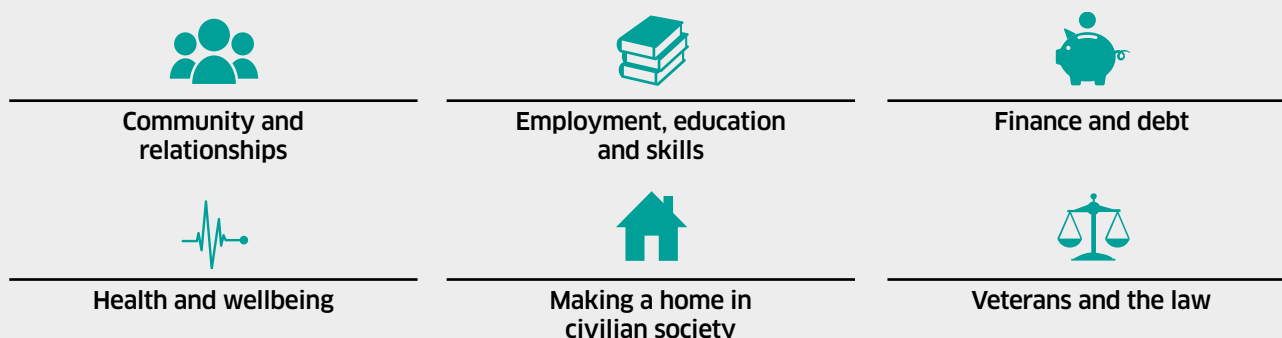 Community and
relationships
Employment, education
and skills
Finance and debt
Health and wellbeing
Making a home in
civilian society
Veterans and the law